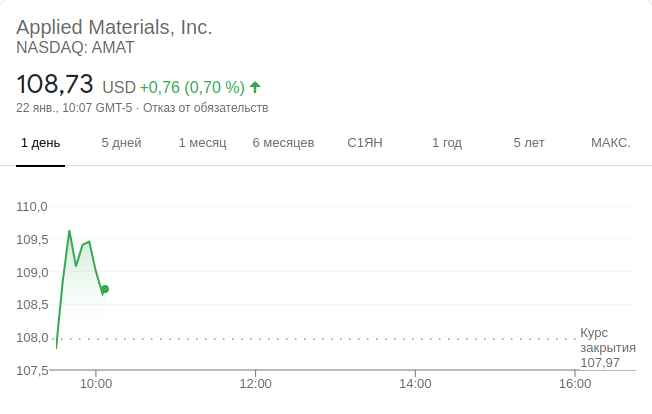 Applied Materials, Inc.
NASDAQ: AMAT
108,73 USD +0,76 (0,70 %)
22 янв., 10:07 GMT-5 · Отказ от обязательств
1 день 5 дней 1 месяц 6 месяцев С1ЯН 1 год 5 лет МАКС.
110,0
109,5
109,0
108,5
108,0
Курс
закрытия
107,97
107,5
10:00 12:00 14:00 16:00